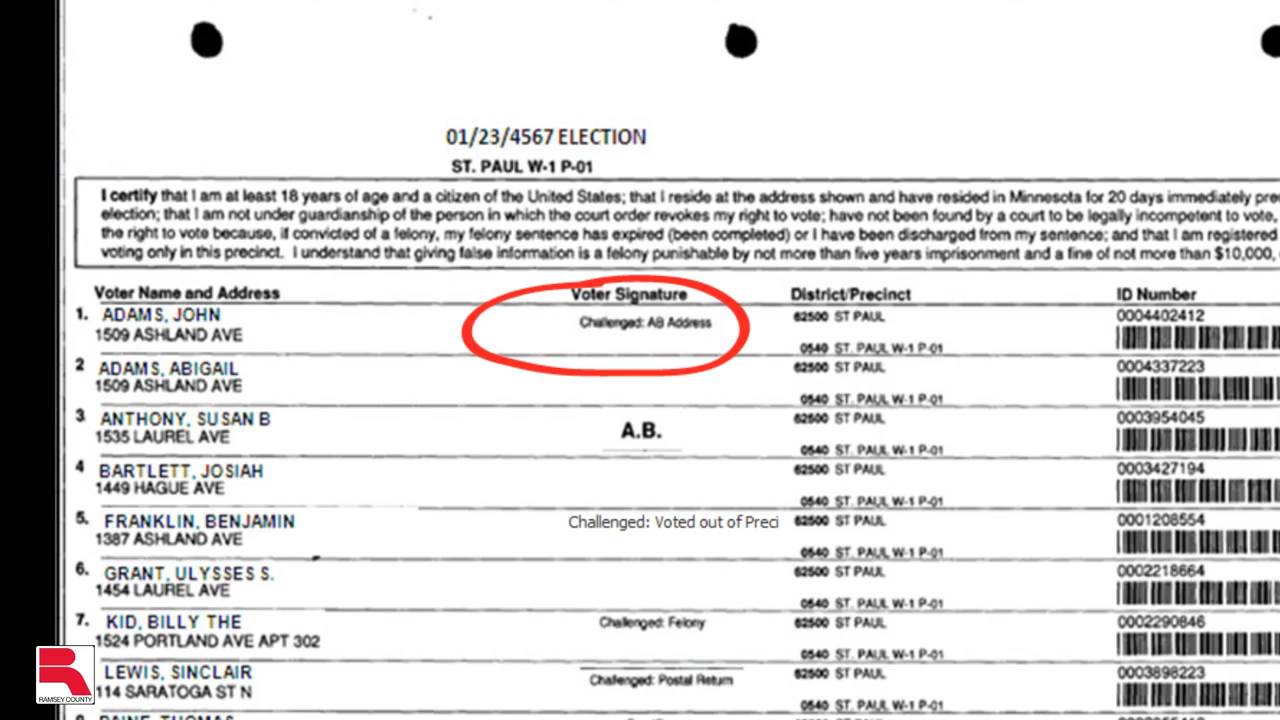 01/23/4567 ELECTION
ST. PAUL W-1 P-01
I certify that I am at least 18 years of age and a citizen of the United States; that I reside at the address shown and have resided in Minnesota for 20 days immediately pre
election; that I am not under guardianship of the person in which the court order revokes my right to vote; have not been found by a court to be legally incompetent to vote,
the right to vote because, if convicted of a felony, my felony sentence has expired (been completed) or I have been discharged from my sentence; and that I am registered
voting only in this precinct. I understand that giving false information is a felony punishable by not more than five years imprisonment and a fine of not more than $10,000,
Voter Name and Address Voter Signature District/Precinct ID Number
1. ADAMS, JOHN Challenged: AB Address 62500 ST PAUL 0004402412
1509 ASHLAND AVE 0540 ST. PAUL W-1 P-01
2 ADAMS, ABIGAIL 62500 ST PAUL 0004337223
1509 ASHLAND AVE 0540 ST. PAUL W-1 P-01
3 ANTHONY, SUSAN B A.B. 62500 ST PAUL 0003954045
1535 LAUREL AVE 0540 ST. PAUL W-1 P-01
4 BARTLETT, JOSIAH 62500 ST PAUL 0003427194
1449 HAGUE AVE 0540 ST. PAUL W-1 P-01
5. FRANKLIN, BENJAMIN Challenged: Voted out of Preci 62500 ST PAUL 0001208554
1387 ASHLAND AVE 0540 ST. PAUL W-1 P-01
6. GRANT, ULYSSES S. 62500 ST PAUL 0002218664
1454 LAUREL AVE 0540 ST. PAUL W-1 P-01
7. KID, BILLY THE Challenged: Felony 62500 ST PAUL 0002290846
1524 PORTLAND AVE APT 302 0540 ST. PAUL W-1 P-01
LEWIS, SINCLAIR Challenged: Postal Return 62500 ST PAUL 0003898223
114 SARATOGA ST N 0540 ST. PAUL W-1 P-01
RAMSEY COUNTY